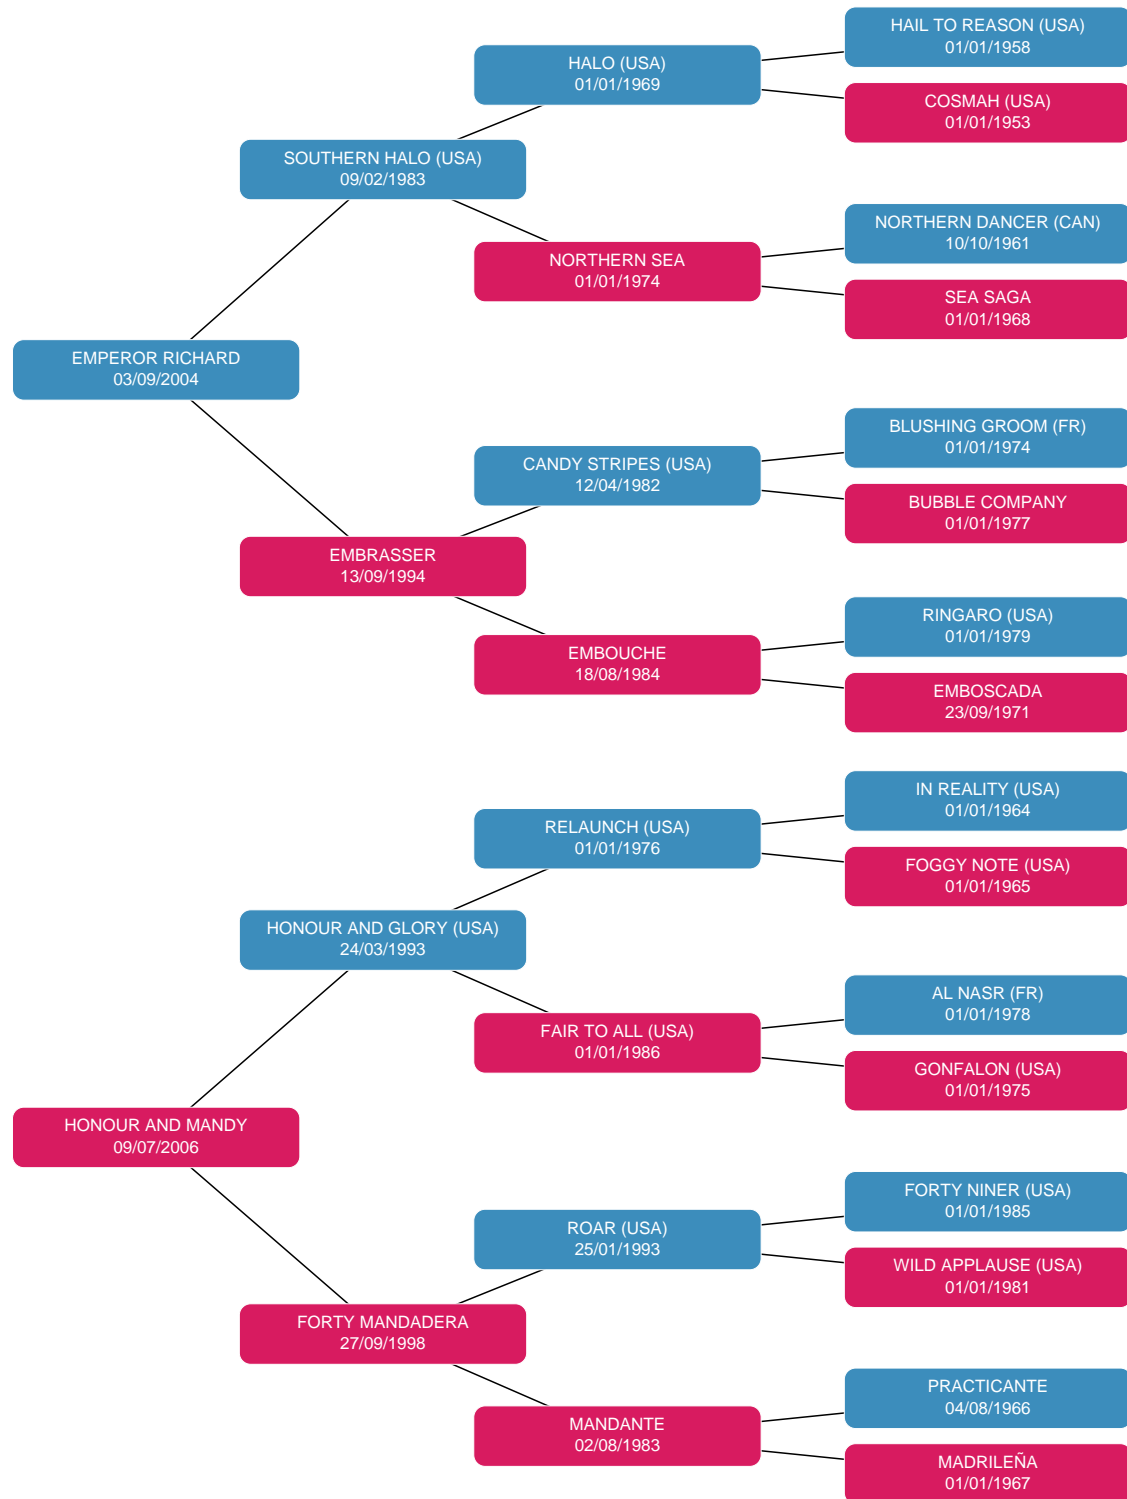 HAIL TO REASON (USA)
01/01/1958
HALO (USA)
01/01/1969
COSMAH (USA)
01/01/1953
SOUTHERN HALO (USA)
09/02/1983
NORTHERN DANCER (CAN)
10/10/1961
NORTHERN SEA
01/01/1974
SEA SAGA
01/01/1968
EMPEROR RICHARD
03/09/2004
BLUSHING GROOM (FR)
01/01/1974
CANDY STRIPES (USA)
12/04/1982
BUBBLE COMPANY
01/01/1977
EMBRASSER
13/09/1994
RINGARO (USA)
01/01/1979
EMBOUCHE
18/08/1984
EMBOSCADA
23/09/1971
IN REALITY (USA)
01/01/1964
RELAUNCH (USA)
01/01/1976
FOGGY NOTE (USA)
01/01/1965
HONOUR AND GLORY (USA)
24/03/1993
AL NASR (FR)
01/01/1978
FAIR TO ALL (USA)
01/01/1986
GONFALON (USA)
01/01/1975
HONOUR AND MANDY
09/07/2006
FORTY NINER (USA)
01/01/1985
ROAR (USA)
25/01/1993
WILD APPLAUSE (USA)
01/01/1981
FORTY MANDADERA
27/09/1998
PRACTICANTE
04/08/1966
MANDANTE
02/08/1983
MADRILEÑA
01/01/1967